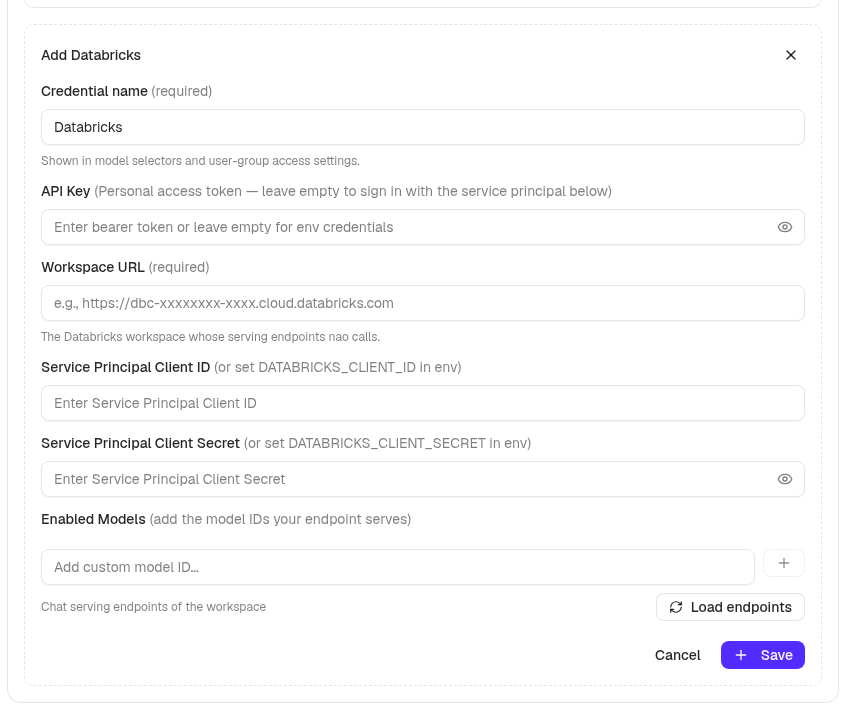 Add Databricks
Credential name (required)
Databricks
Shown in model selectors and user-group access settings.
API Key (Personal access token — leave empty to sign in with the service principal below)
Enter bearer token or leave empty for env credentials
Workspace URL (required)
e.g., https://dbc-xxxxxxxx-xxxx.cloud.databricks.com
The Databricks workspace whose serving endpoints nao calls.
Service Principal Client ID (or set DATABRICKS_CLIENT_ID in env)
Enter Service Principal Client ID
Service Principal Client Secret (or set DATABRICKS_CLIENT_SECRET in env)
Enter Service Principal Client Secret
Enabled Models (add the model IDs your endpoint serves)
Add custom model ID...
Chat serving endpoints of the workspace
Load endpoints
Cancel
Save